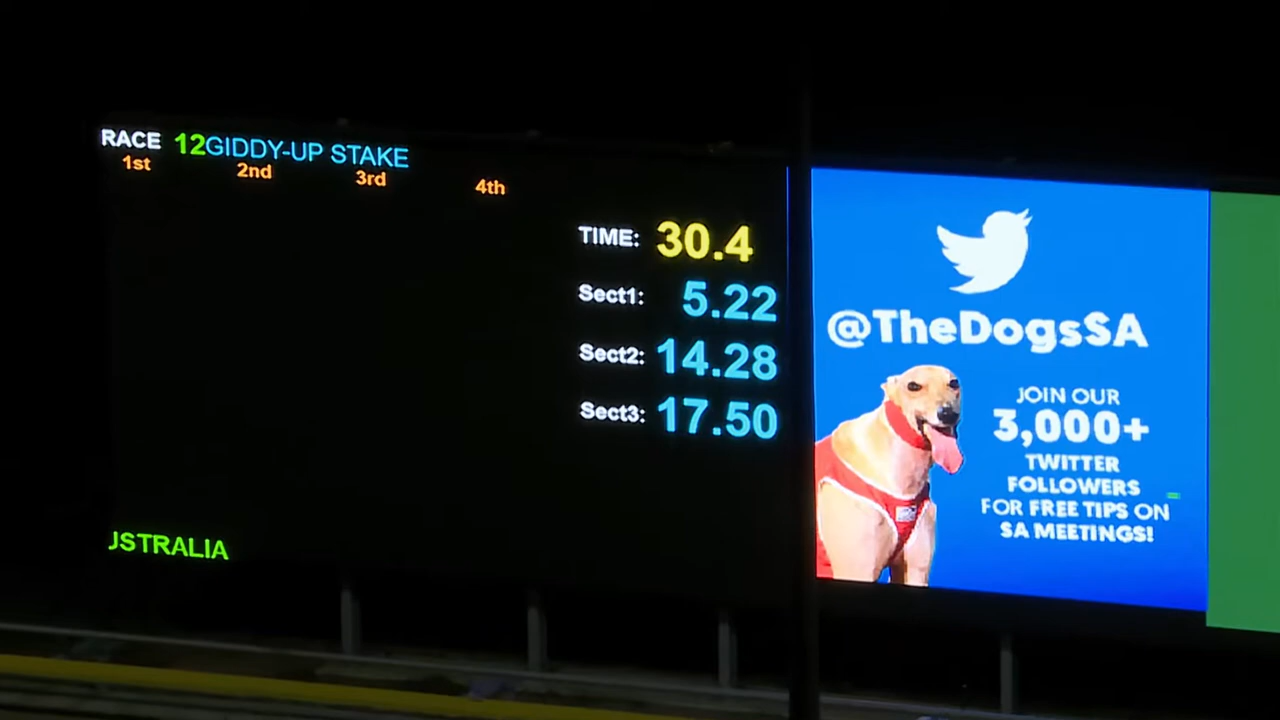 RACE 12GIDDY-UP STAKE
1st 2nd 3rd 4th
TIME: 30.4
Sect1: 5.22
Sect2: 14.28
Sect3: 17.50
JSTRALIA
@TheDogsSA
JOIN OUR
3,000+
TWITTER
FOLLOWERS
FOR FREE TIPS ON
SA MEETINGS!